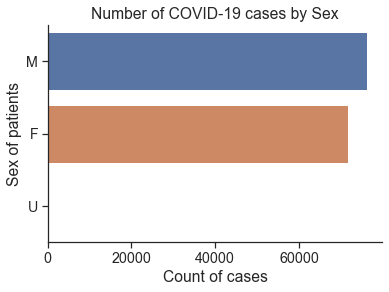 Number of COVID-19 cases by Sex
Sex of patients
M
F
U
0 20000 40000 60000
Count of cases